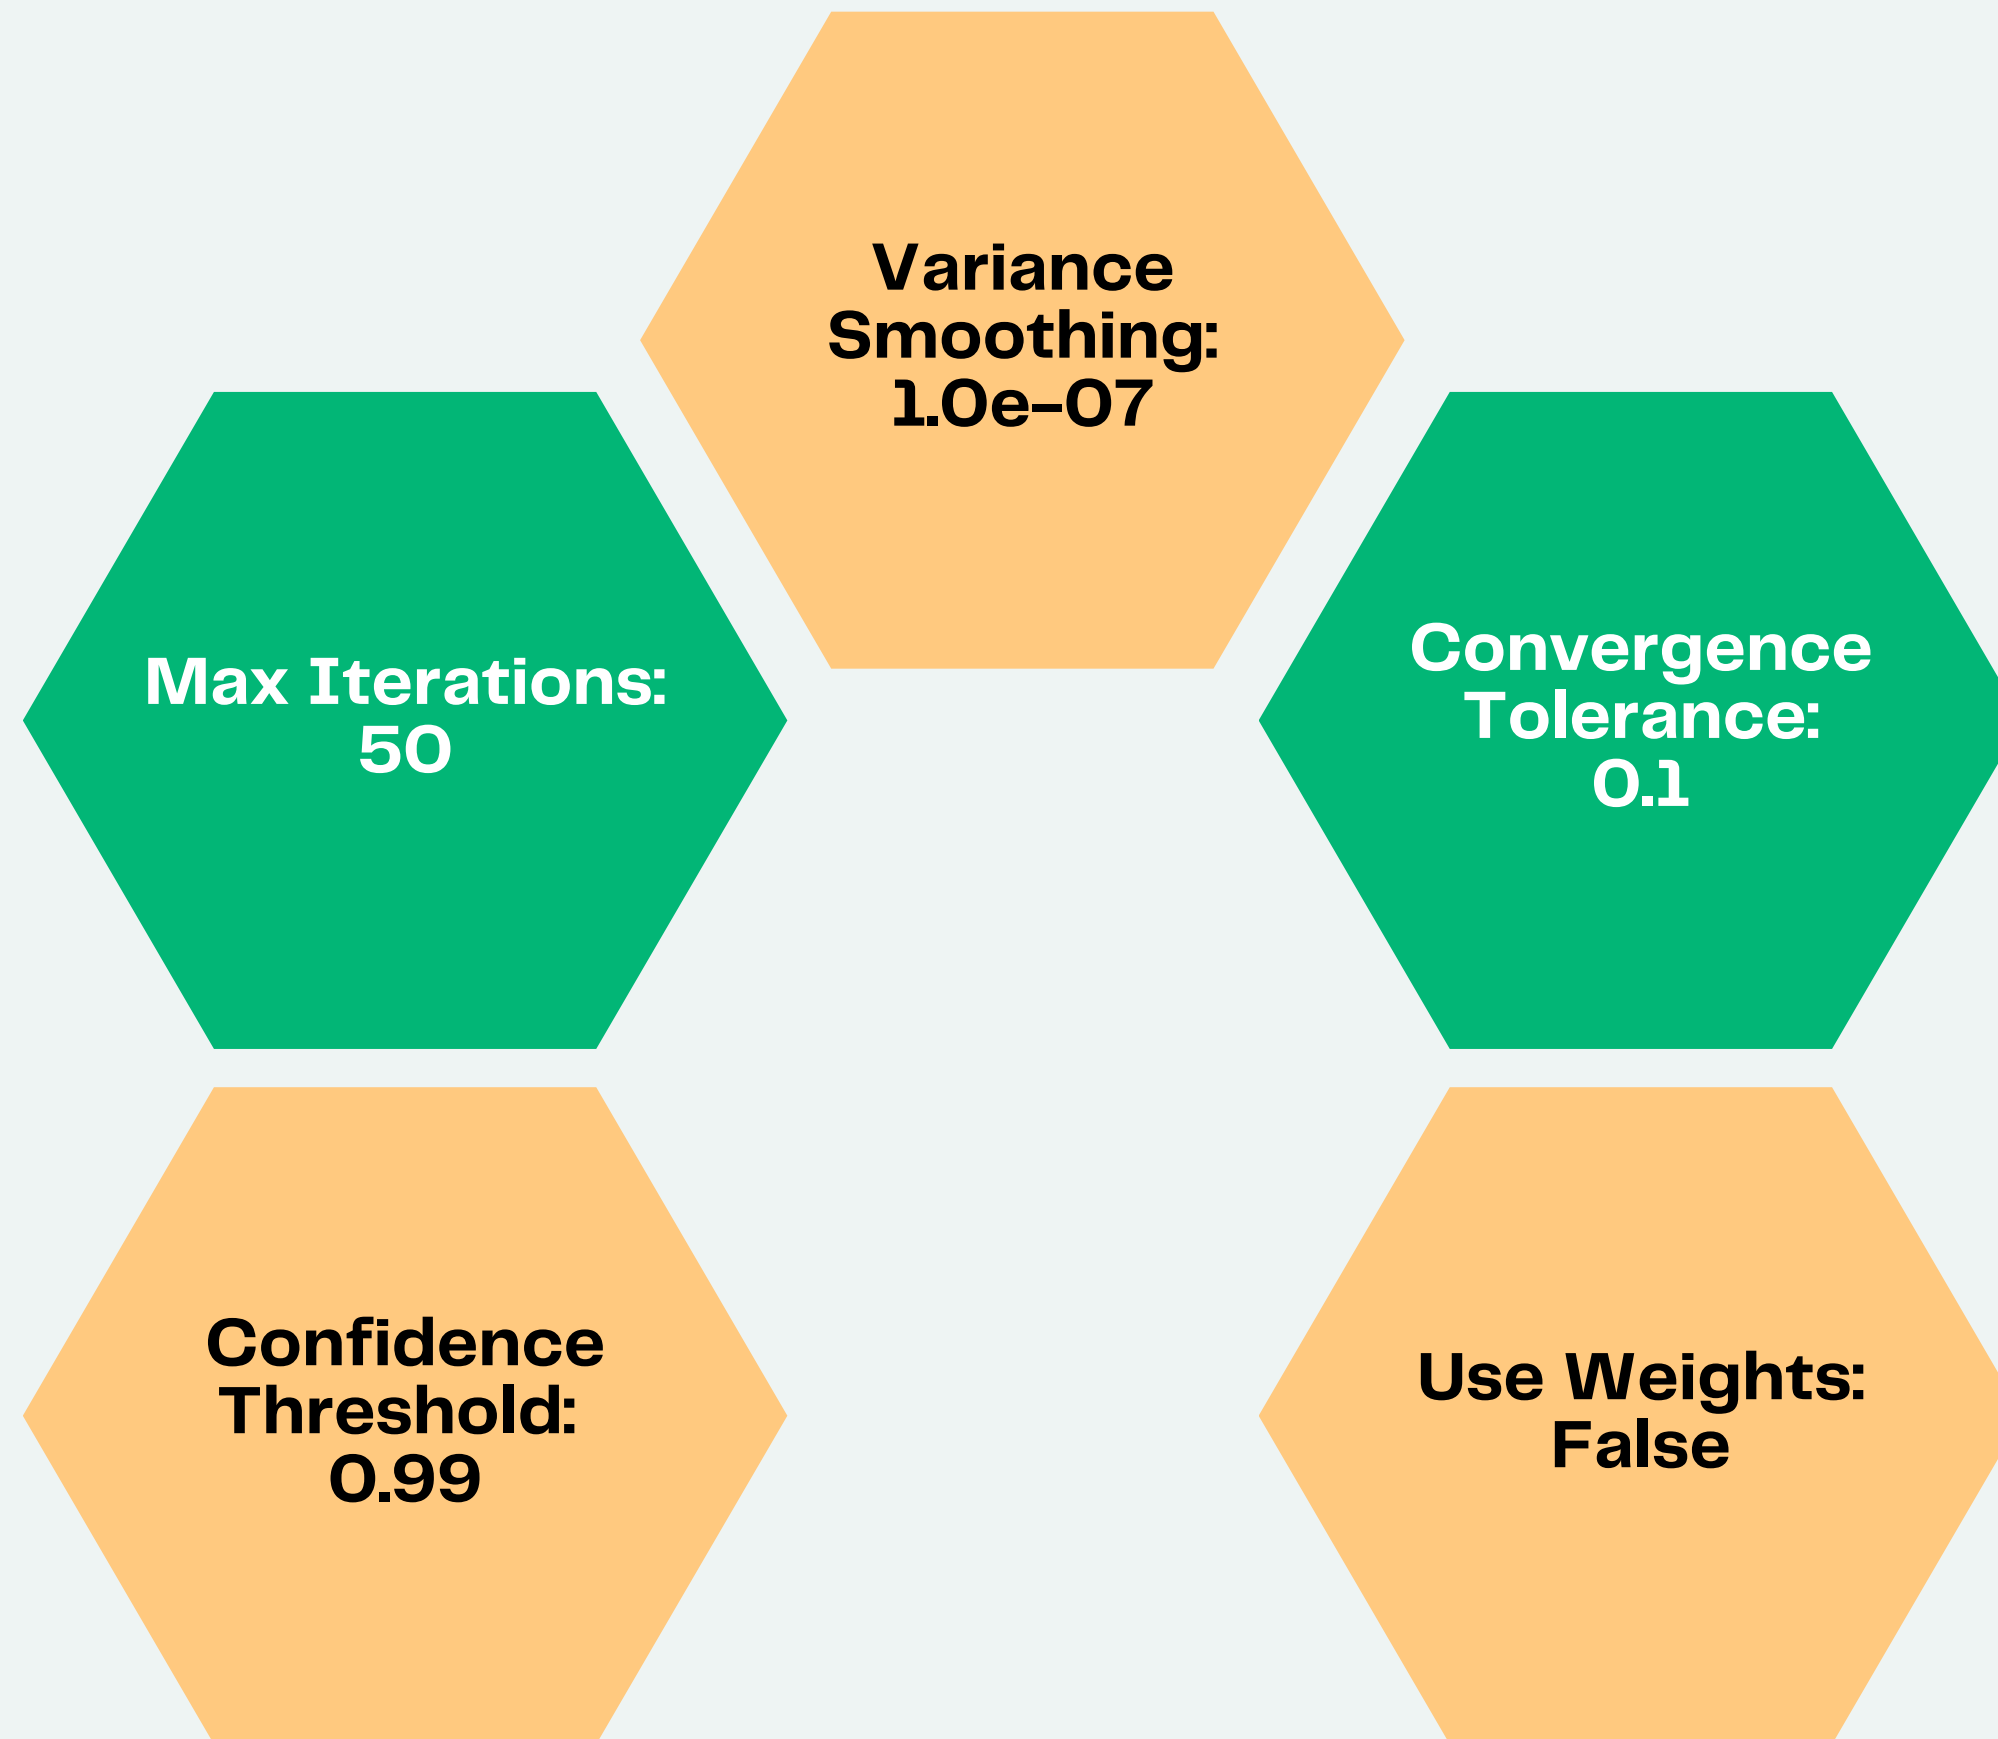 Variance
Smoothing:
1.0e-07
Max Iterations:
50
Convergence
Tolerance:
0.1
Confidence
Threshold:
0.99
Use Weights:
False